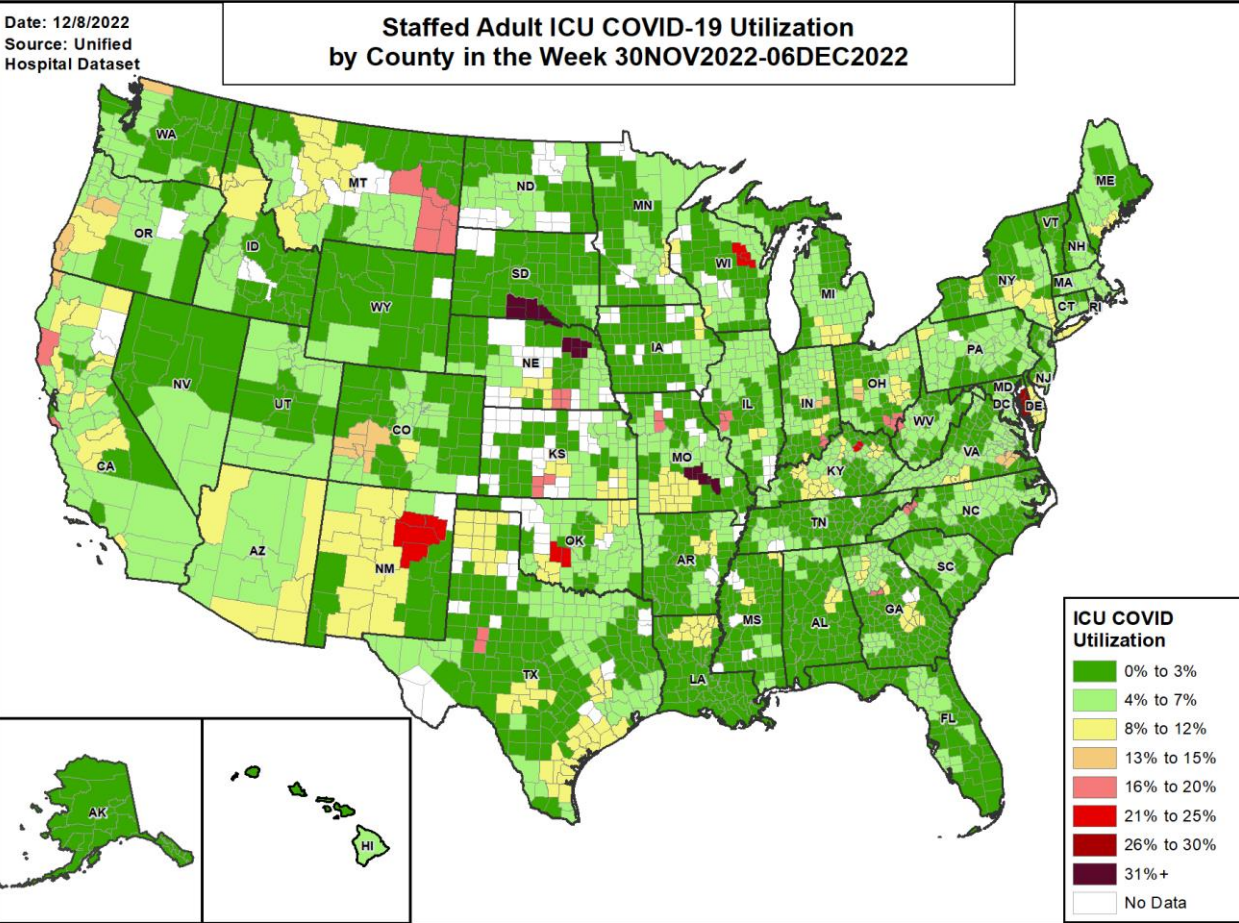 Date: 12/8/2022
Source: Unified
Hospital Dataset
Staffed Adult ICU COVID-19 Utilization
by County in the Week 30NOV2022-06DEC2022
WA
MT
ND
MN
ME
OR
ID
SD
WI
MI
VT
NH
NY
MA
CT
RI
WY
NE
IA
PA
NJ
NV
UT
CO
IL
IN
OH
MD
DC
DE
WV
VA
CA
KS
MO
KY
NC
AZ
NM
OK
AR
TN
SC
MS
AL
GA
TX
LA
FL
AK
HI
ICU COVID
Utilization
0% to 3%
4% to 7%
8% to 12%
13% to 15%
16% to 20%
21% to 25%
26% to 30%
31%+
No Data